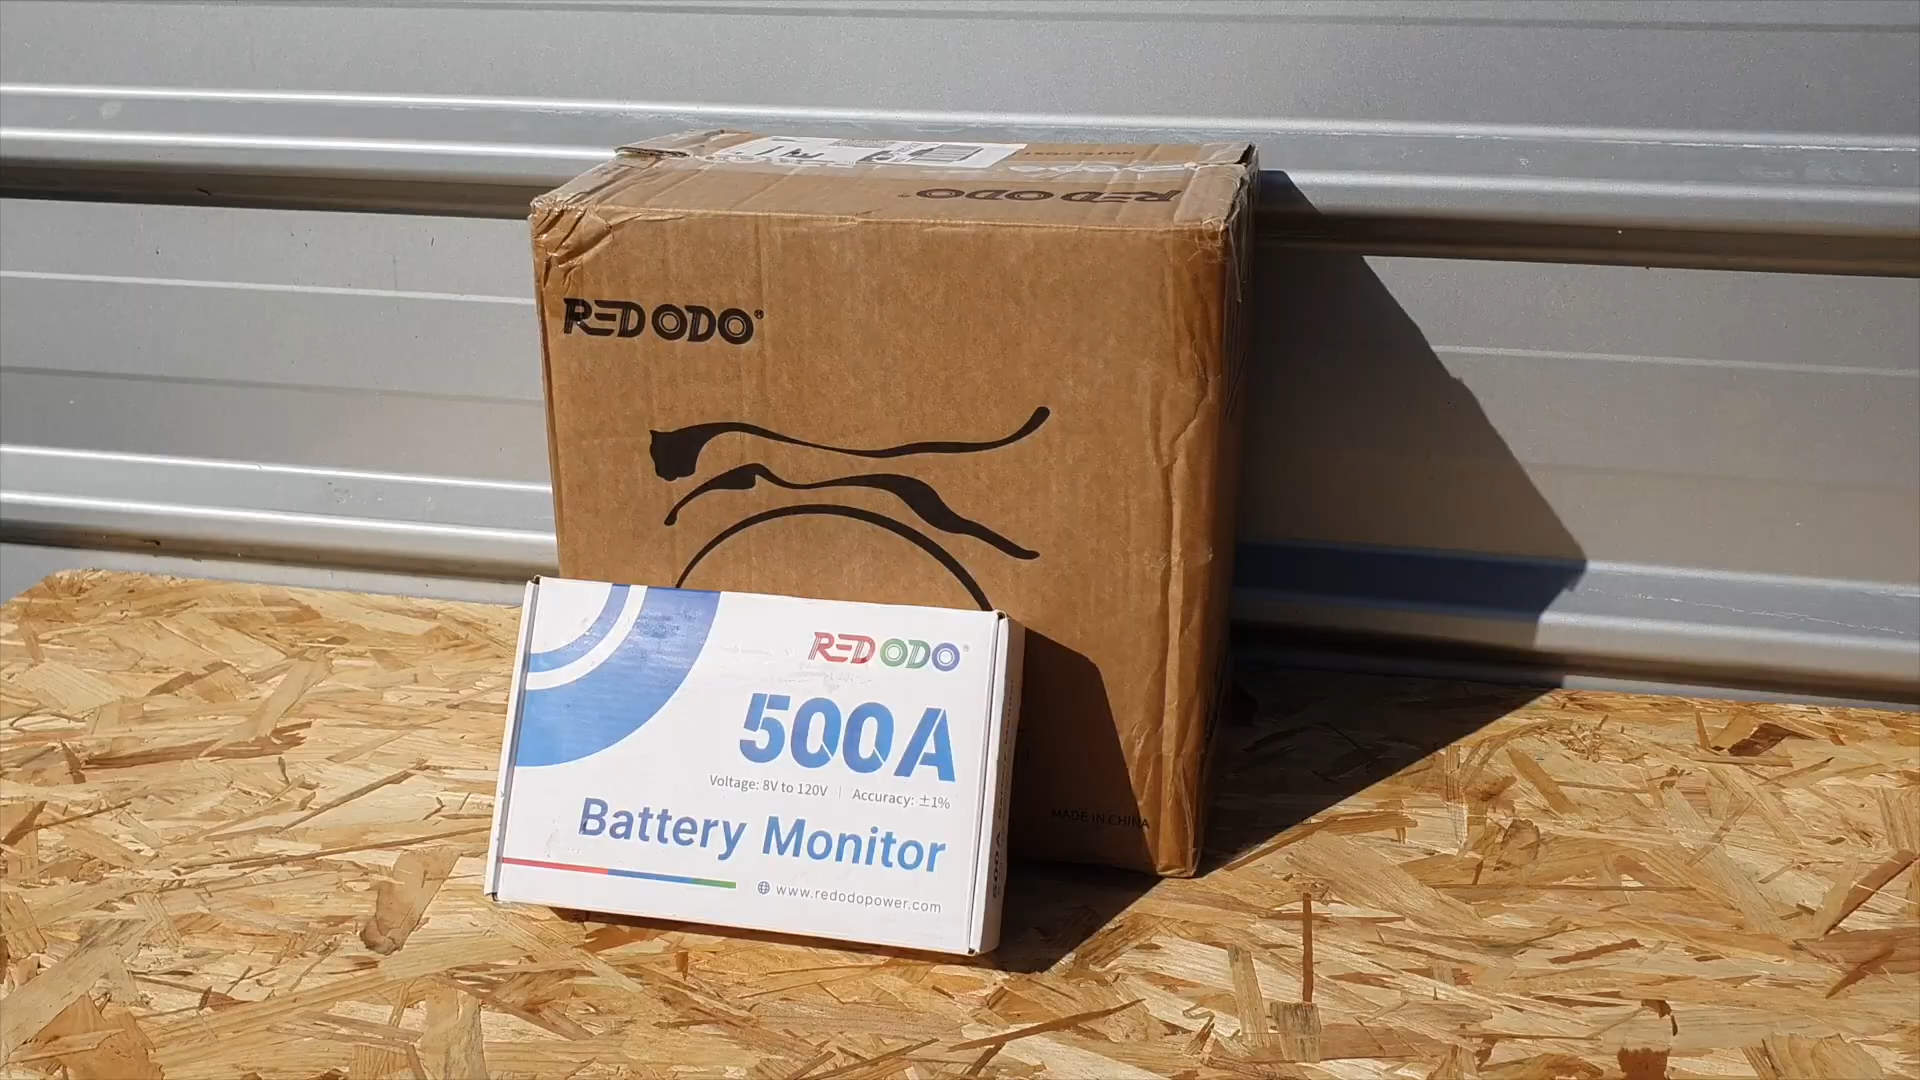 REDODO
REDODO®
REDODO®
500A
Voltage: 8V to 120V | Accuracy: ±1%
Battery Monitor
www.redodopower.com
MADE IN CHINA